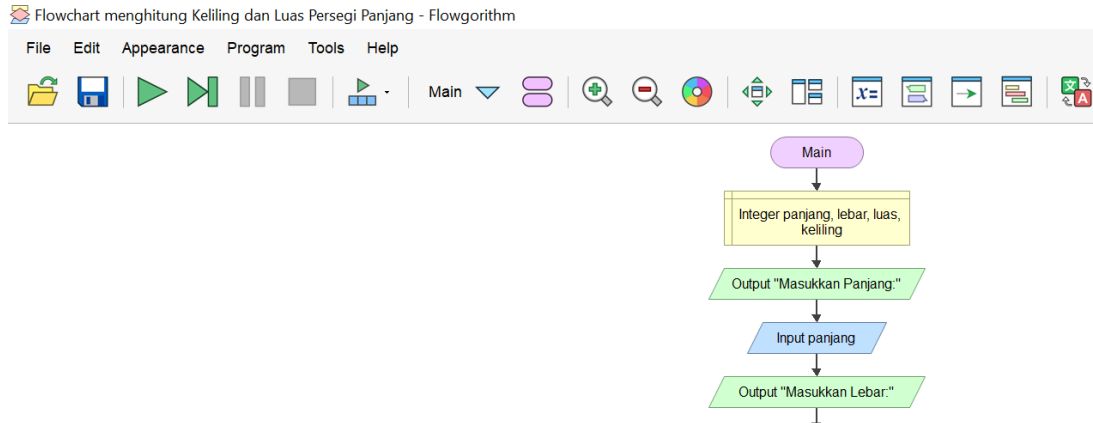 Flowchart menghitung Keliling dan Luas Persegi Panjang - Flowgorithm
File Edit Appearance Program Tools Help
Main
x=
文
A
Main
Integer panjang, lebar, luas,
keliling
Output "Masukkan Panjang:"
Input panjang
Output "Masukkan Lebar:"